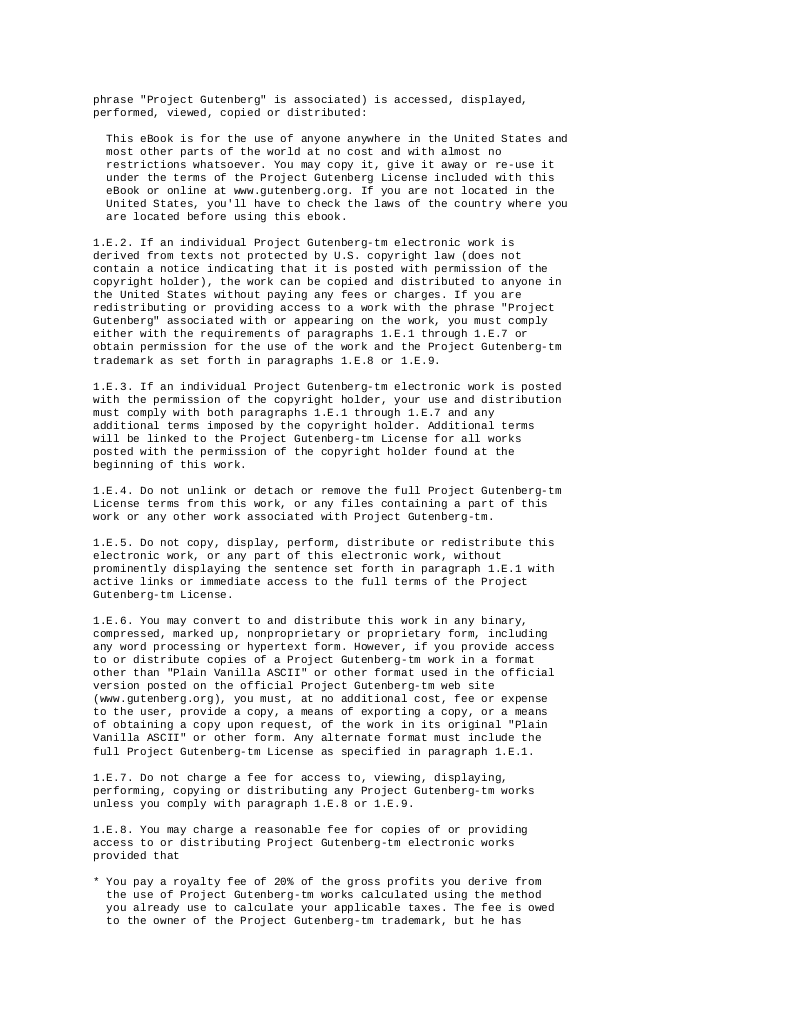 phrase "Project Gutenberg" is associated) is accessed, displayed,
performed, viewed, copied or distributed:
This eBook is for the use of anyone anywhere in the United States and
most other parts of the world at no cost and with almost no
restrictions whatsoever. You may copy it, give it away or re-use it
under the terms of the Project Gutenberg License included with this
eBook or online at www.gutenberg.org. If you are not located in the
United States, you'll have to check the laws of the country where you
are located before using this ebook.
1.E.2. If an individual Project Gutenberg-tm electronic work is
derived from texts not protected by U.S. copyright law (does not
contain a notice indicating that it is posted with permission of the
copyright holder), the work can be copied and distributed to anyone in
the United States without paying any fees or charges. If you are
redistributing or providing access to a work with the phrase "Project
Gutenberg" associated with or appearing on the work, you must comply
either with the requirements of paragraphs 1.E.1 through 1.E.7 or
obtain permission for the use of the work and the Project Gutenberg-tm
trademark as set forth in paragraphs 1.E.8 or 1.E.9.
1.E.3. If an individual Project Gutenberg-tm electronic work is posted
with the permission of the copyright holder, your use and distribution
must comply with both paragraphs 1.E.1 through 1.E.7 and any
additional terms imposed by the copyright holder. Additional terms
will be linked to the Project Gutenberg-tm License for all works
posted with the permission of the copyright holder found at the
beginning of this work.
1.E.4. Do not unlink or detach or remove the full Project Gutenberg-tm
License terms from this work, or any files containing a part of this
work or any other work associated with Project Gutenberg-tm.
1.E.5. Do not copy, display, perform, distribute or redistribute this
electronic work, or any part of this electronic work, without
prominently displaying the sentence set forth in paragraph 1.E.1 with
active links or immediate access to the full terms of the Project
Gutenberg-tm License.
1.E.6. You may convert to and distribute this work in any binary,
compressed, marked up, nonproprietary or proprietary form, including
any word processing or hypertext form. However, if you provide access
to or distribute copies of a Project Gutenberg-tm work in a format
other than "Plain Vanilla ASCII" or other format used in the official
version posted on the official Project Gutenberg-tm web site
(www.gutenberg.org), you must, at no additional cost, fee or expense
to the user, provide a copy, a means of exporting a copy, or a means
of obtaining a copy upon request, of the work in its original "Plain
Vanilla ASCII" or other form. Any alternate format must include the
full Project Gutenberg-tm License as specified in paragraph 1.E.1.
1.E.7. Do not charge a fee for access to, viewing, displaying,
performing, copying or distributing any Project Gutenberg-tm works
unless you comply with paragraph 1.E.8 or 1.E.9.
1.E.8. You may charge a reasonable fee for copies of or providing
access to or distributing Project Gutenberg-tm electronic works
provided that
* You pay a royalty fee of 20% of the gross profits you derive from
the use of Project Gutenberg-tm works calculated using the method
you already use to calculate your applicable taxes. The fee is owed
to the owner of the Project Gutenberg-tm trademark, but he has